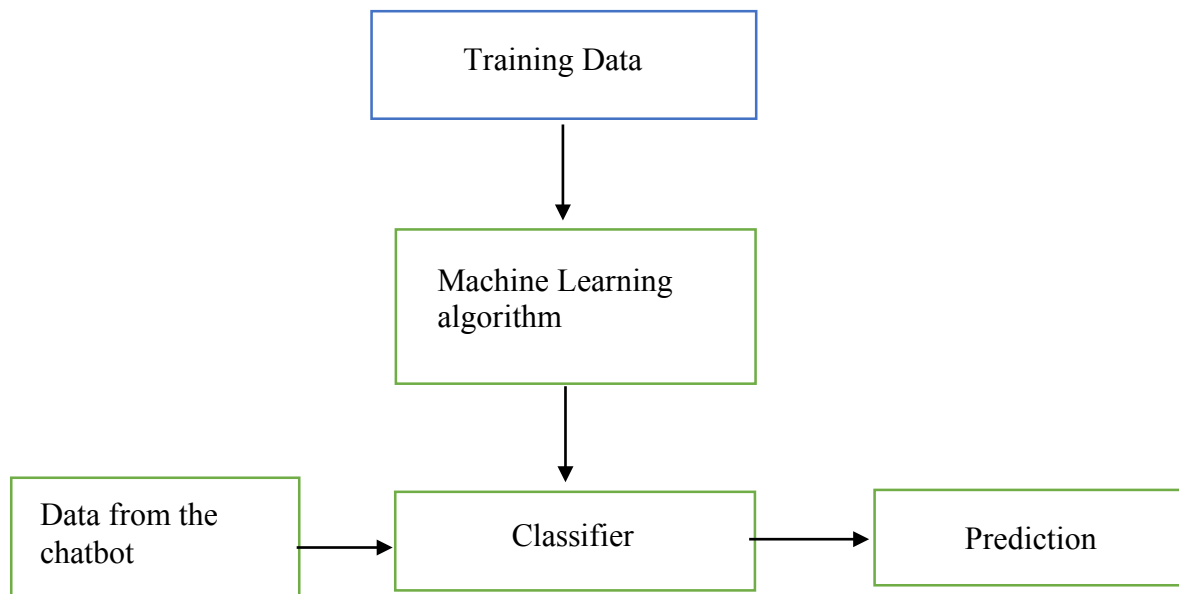 Training Data
Machine Learning
algorithm
Data from the
chatbot
Classifier
Prediction